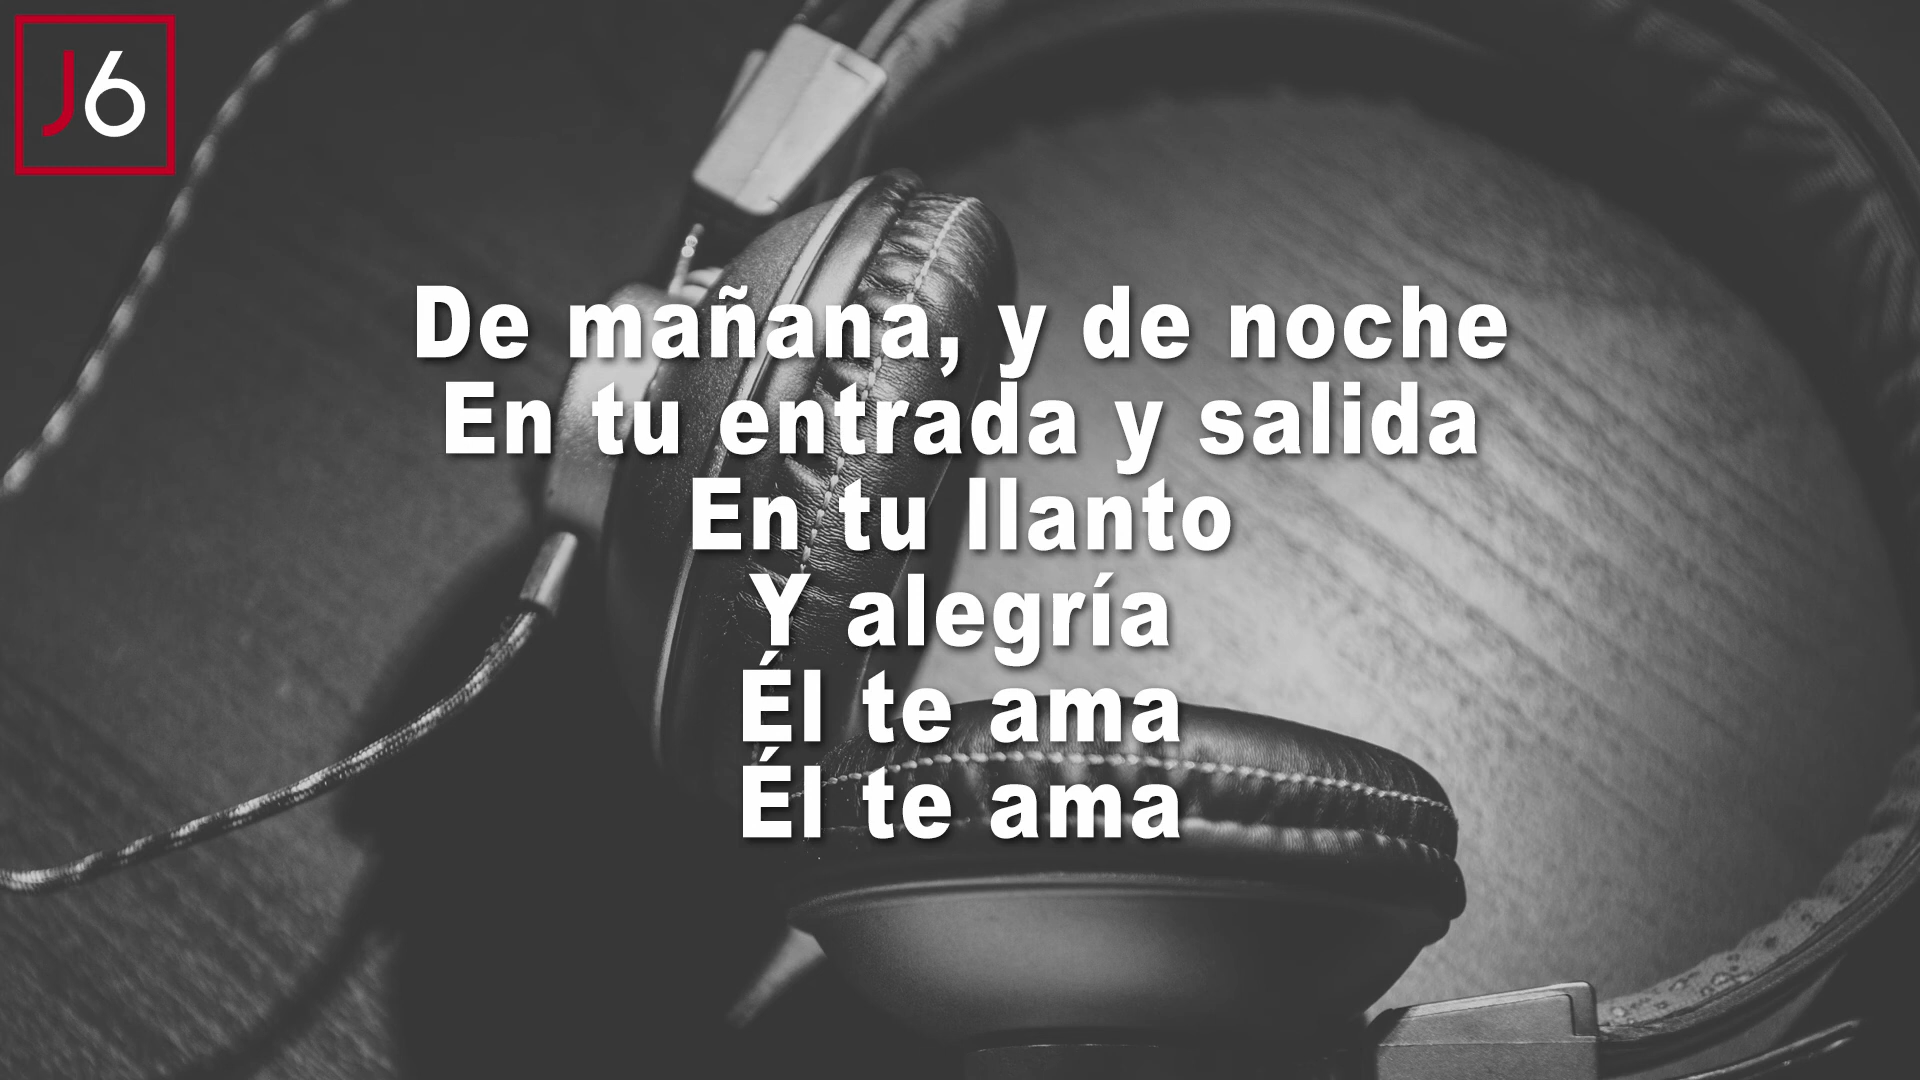 J6
De mañana, y de noche
En tu entrada y salida
En tu llanto
Y alegría
Él te ama
Él te ama